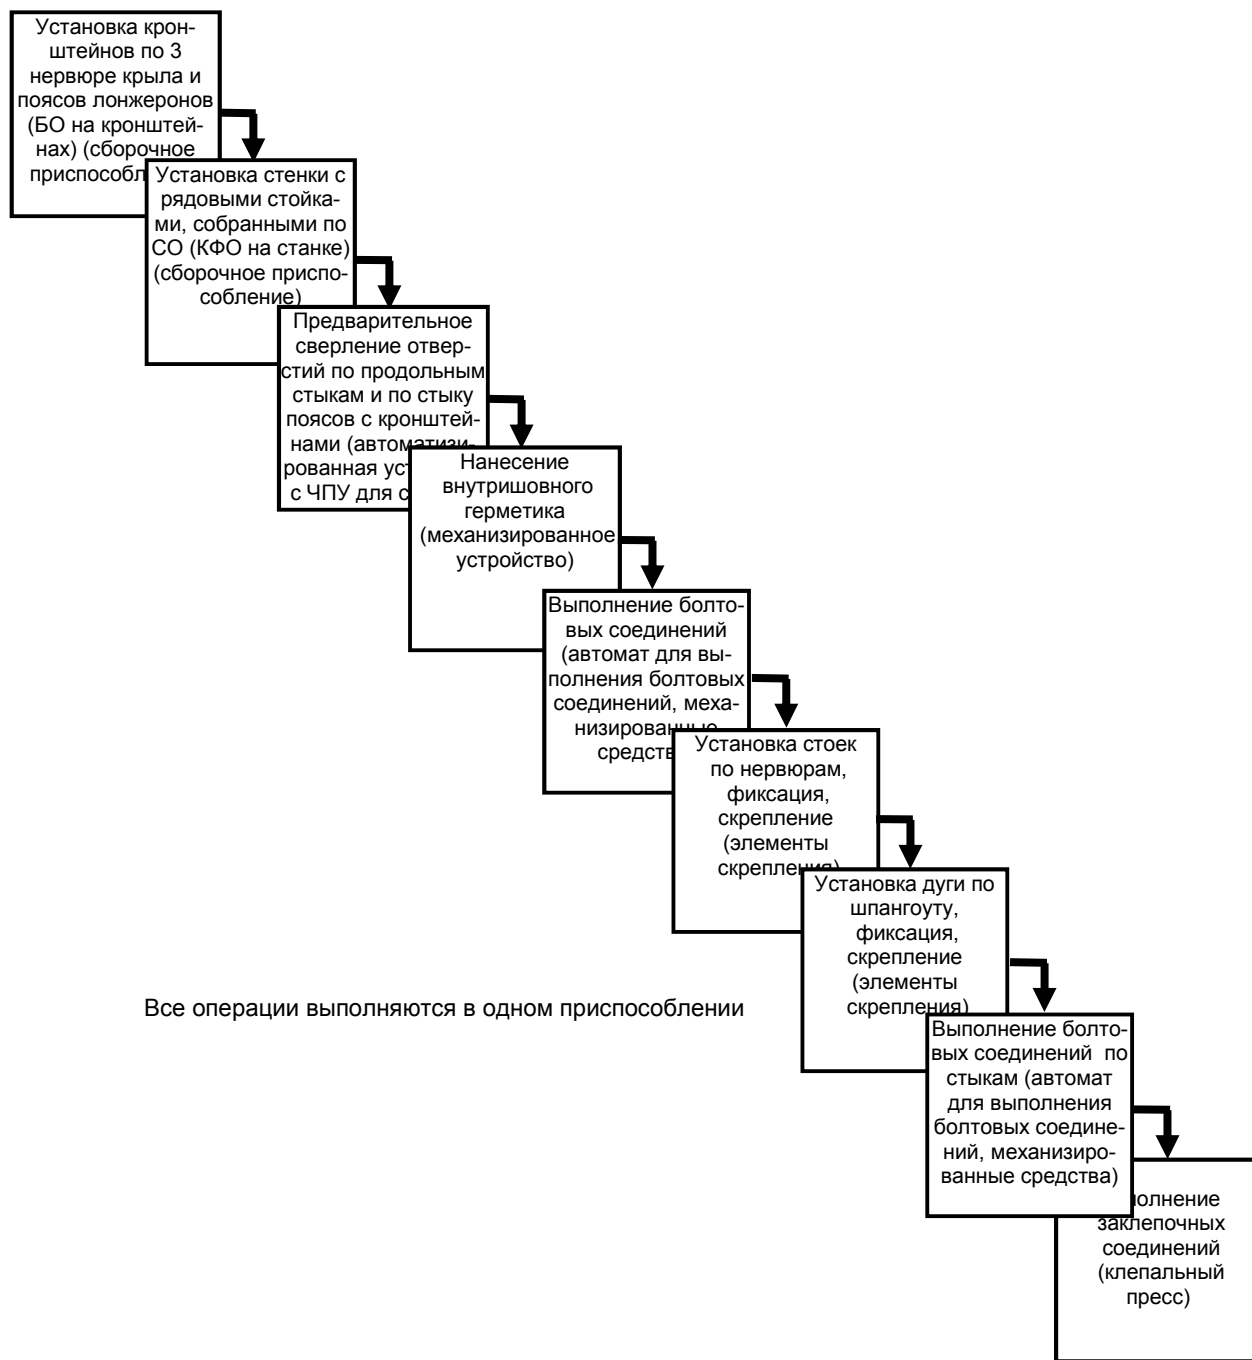 Установка крон-
штейнов по 3
нервюре крыла и
поясов лонжеронов
(БО на кронштей-
нах) (сборочное
Установка стенки с
рядовыми стойка-
ми, собранными по
СО (КФО на станке)
(сборочное приспо-
собление)
Предварительное
сверление отвер-
стий по продольным
стыкам и по стыку
поясов с кронштей-
нами (автоматизи-
рованная
с ЧПУ для
Нанесение
внутришовного
герметика
(механизированное
устройство)
Выполнение болто-
вых соединений
(автомат для вы-
полнения болтовых
соединений, меха-
низированные
Установка стоек
по нервюрам,
фиксация,
скрепление
(элементы
скрепления)
Установка дуги по
шпангоуту,
фиксация,
скрепление
(элементы
скрепления)
Все операции выполняются в одном приспособлении
Выполнение болто-
вых соединений по
стыкам (автомат
для выполнения
болтовых соедине-
ний, механизиро-
ванные средства)
заклепочных
соединений
(клепальный
пресс)